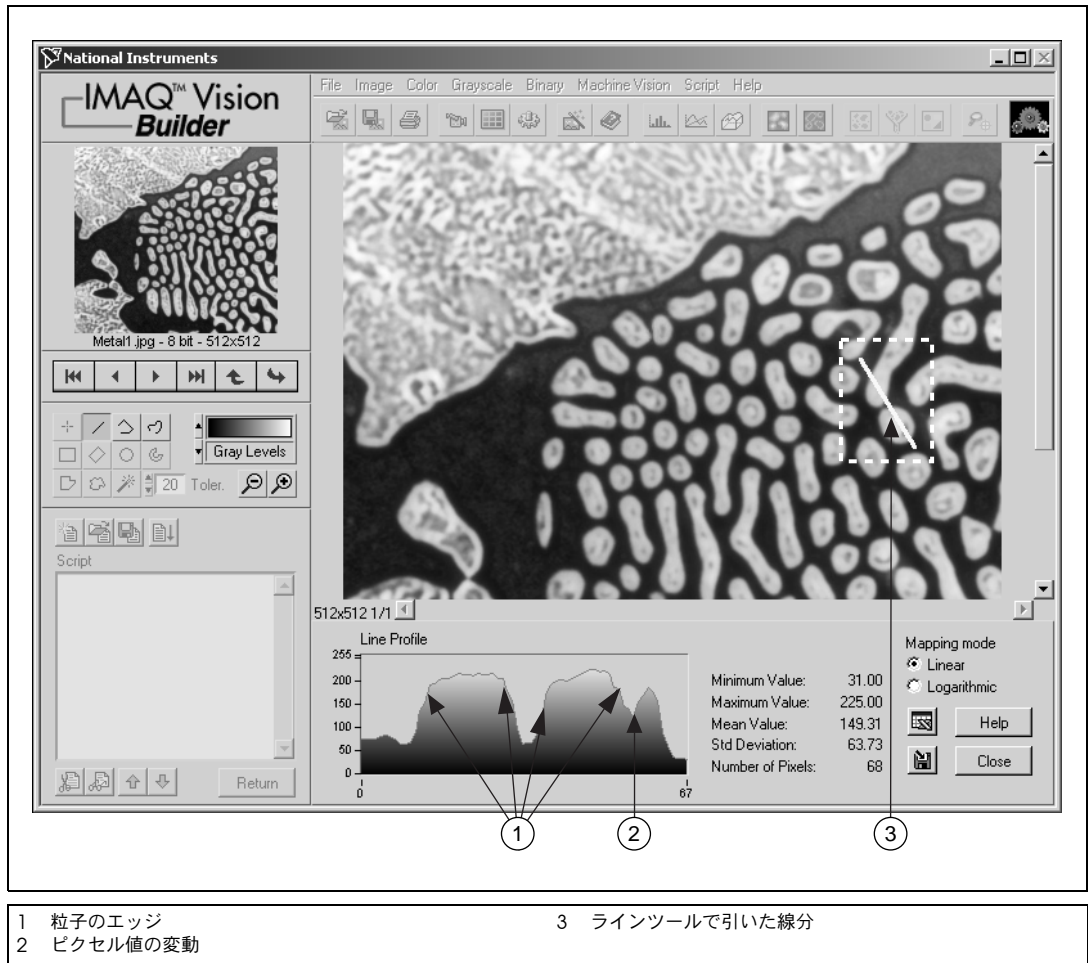 National Instruments
IMAQ™ Vision
Builder
File Image Color Grayscale Binary Machine Vision Script Help
Metal1.jpg - 8 bit - 512x512
Gray Levels
20 Toler.
Script
Return
512x512 1/1
Line Profile
255
200
150
100
50
0
0 67
Minimum Value: 31.00
Maximum Value: 225.00
Mean Value: 149.31
Std Deviation: 63.73
Number of Pixels: 68
Mapping mode
Linear
Logarithmic
Help
Close
1 2 3
1 粒子のエッジ
2 ピクセル値の変動
3 ラインツールで引いた線分